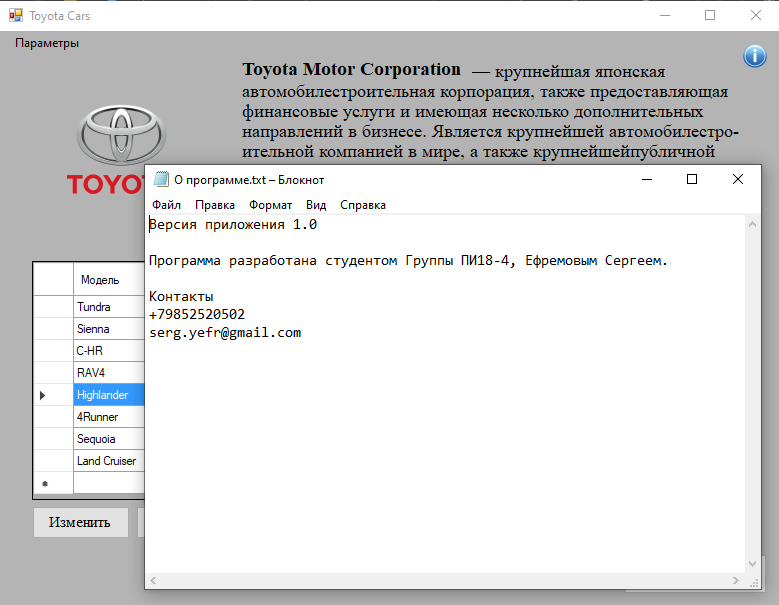 Toyota Cars
Параметры
Toyota Motor Corporation — крупнейшая японская
автомобилестроительная корпорация, также предоставляющая
финансовые услуги и имеющая несколько дополнительных
направлений в бизнесе. Является крупнейшей автомобилестро-
ительной компанией в мире, а также крупнейшейпубличной
О программе.txt – Блокнот
Файл Правка Формат Вид Справка
Версия приложения 1.0
Программа разработана студентом Группы ПИ18-4, Ефремовым Сергеем.
Контакты
+79852520502
serg.yefr@gmail.com
Модель
Tundra
Sienna
C-HR
RAV4
Highlander
4Runner
Sequoia
Land Cruiser
Изменить